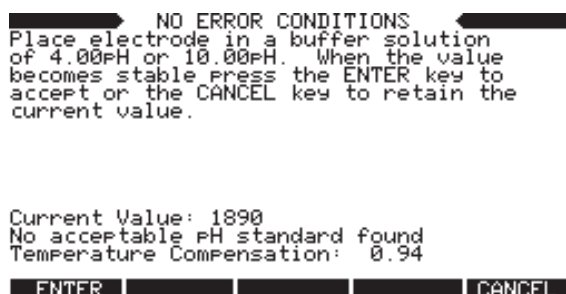 NO ERROR CONDITIONS
Place electrode in a buffer solution
of 4.00pH or 10.00pH. When the value
becomes stable press the ENTER key to
accept or the CANCEL key to retain the
current value.
Current Value: 1890
No acceptable pH standard found
Temperature Compensation: 0.94
ENTER CANCEL